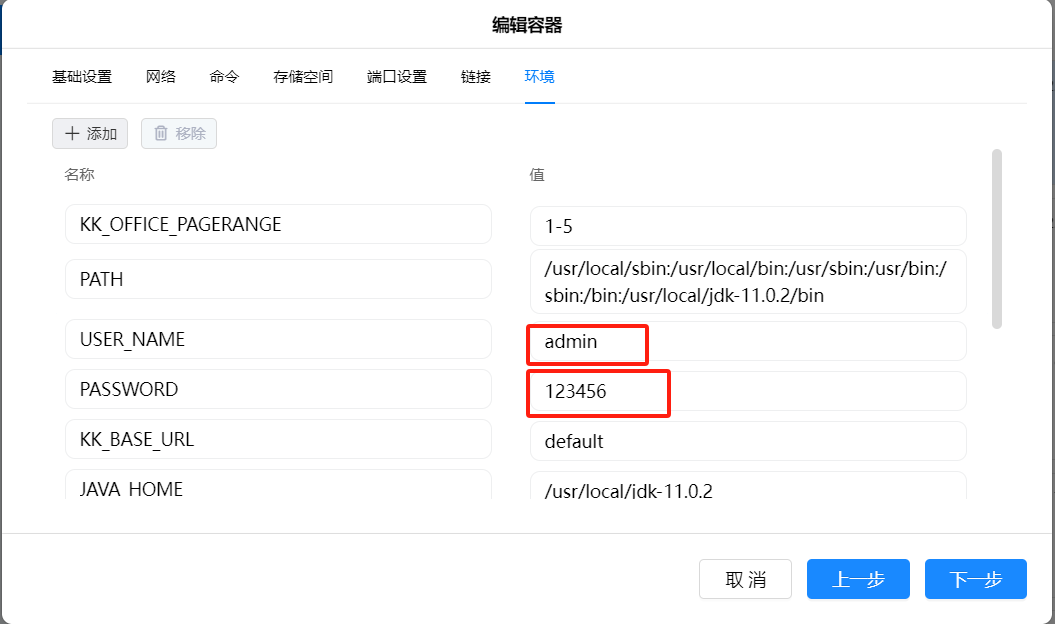 编辑容器
基础设置 网络 命令 存储空间 端口设置 链接 环境
添加 移除
名称 值
KK_OFFICE_PAGERANGE 1-5
PATH /usr/local/sbin:/usr/local/bin:/usr/sbin:/usr/bin:/
sbin:/bin:/usr/local/jdk-11.0.2/bin
USER_NAME admin
PASSWORD 123456
KK_BASE_URL default
JAVA_HOME /usr/local/jdk-11.0.2
取 消 上一步 下一步